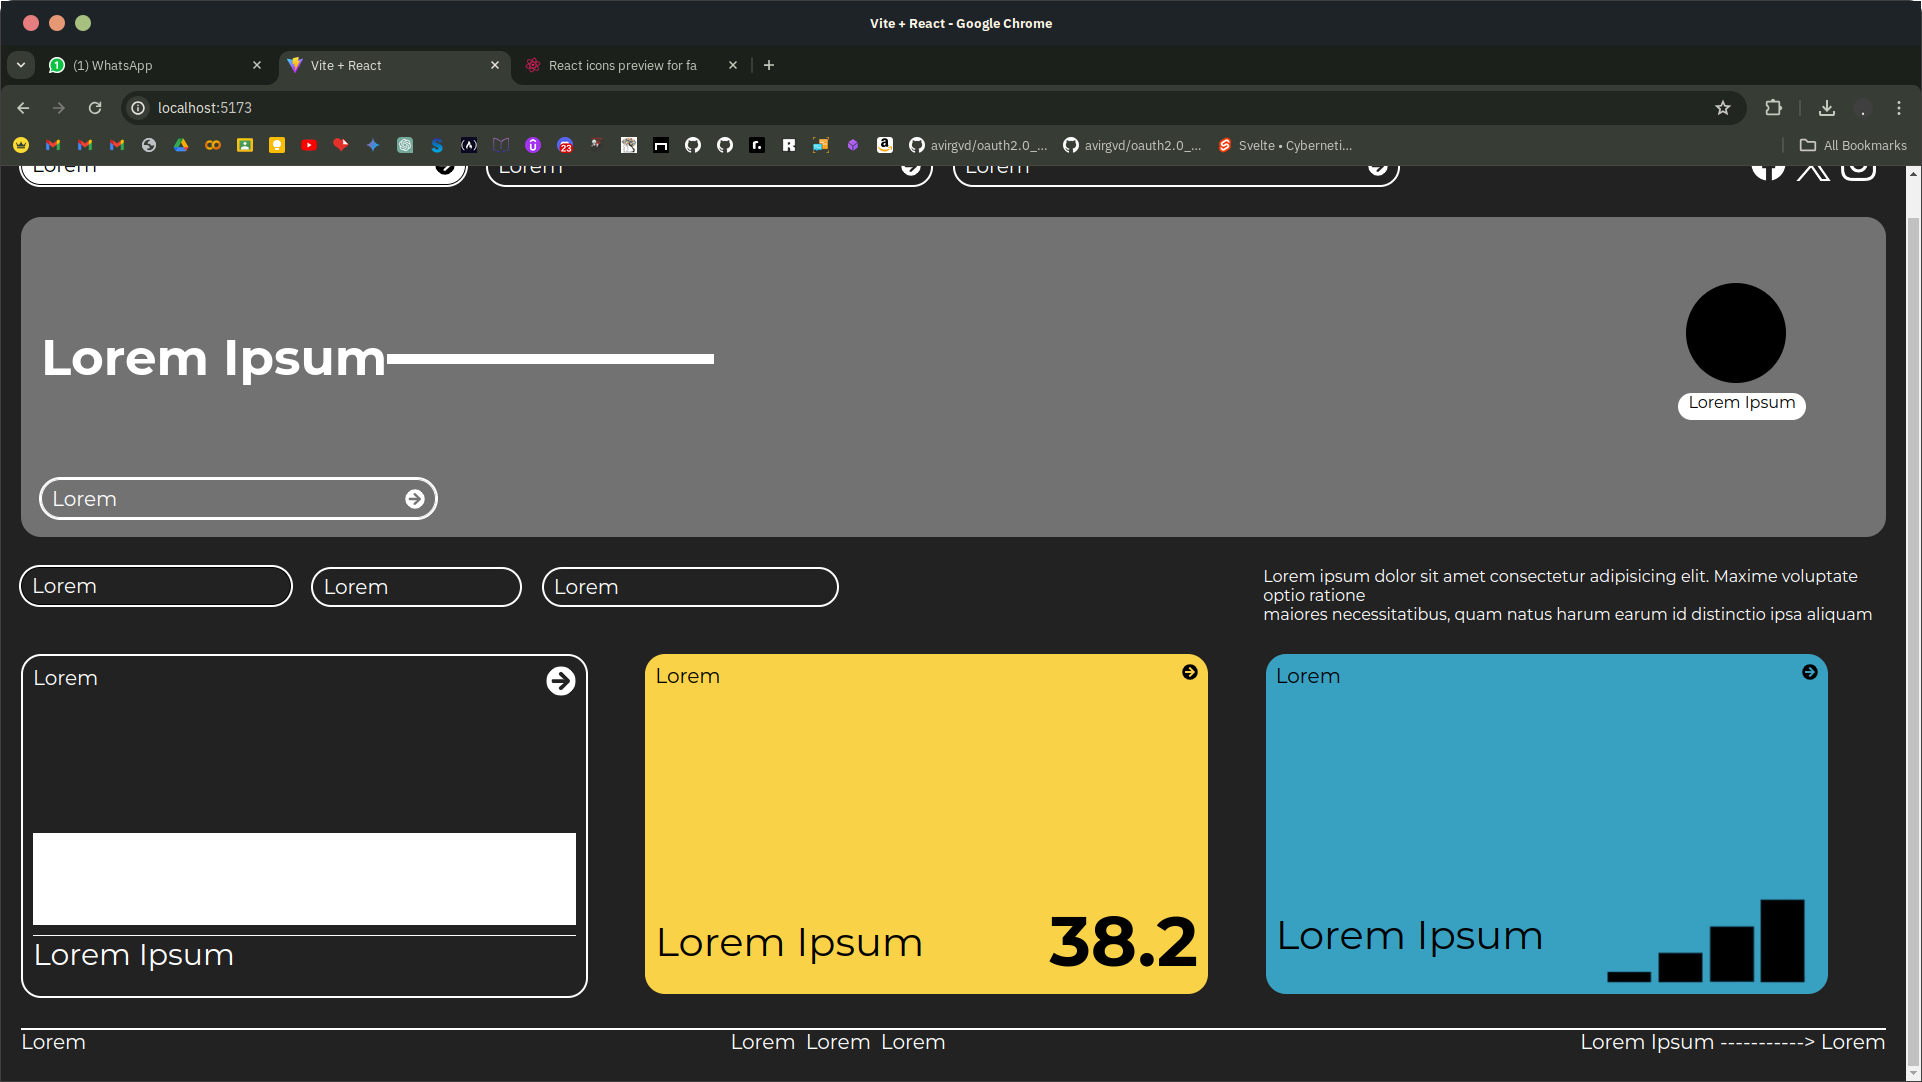 Vite + React - Google Chrome
(1) WhatsApp
Vite + React
React icons preview for fa
localhost:5173
23
avirgvd/oauth2.0_...
avirgvd/oauth2.0_...
Svelte • Cyberneti...
All Bookmarks
Lorem
Lorem
Lorem
Lorem Ipsum
Lorem Ipsum
Lorem
Lorem
Lorem
Lorem
Lorem ipsum dolor sit amet consectetur adipisicing elit. Maxime voluptate
optio ratione
maiores necessitatibus, quam natus harum earum id distinctio ipsa aliquam
Lorem
Lorem Ipsum
Lorem
Lorem Ipsum
38.2
Lorem
Lorem Ipsum
Lorem
Lorem Lorem Lorem
Lorem Ipsum -----------> Lorem